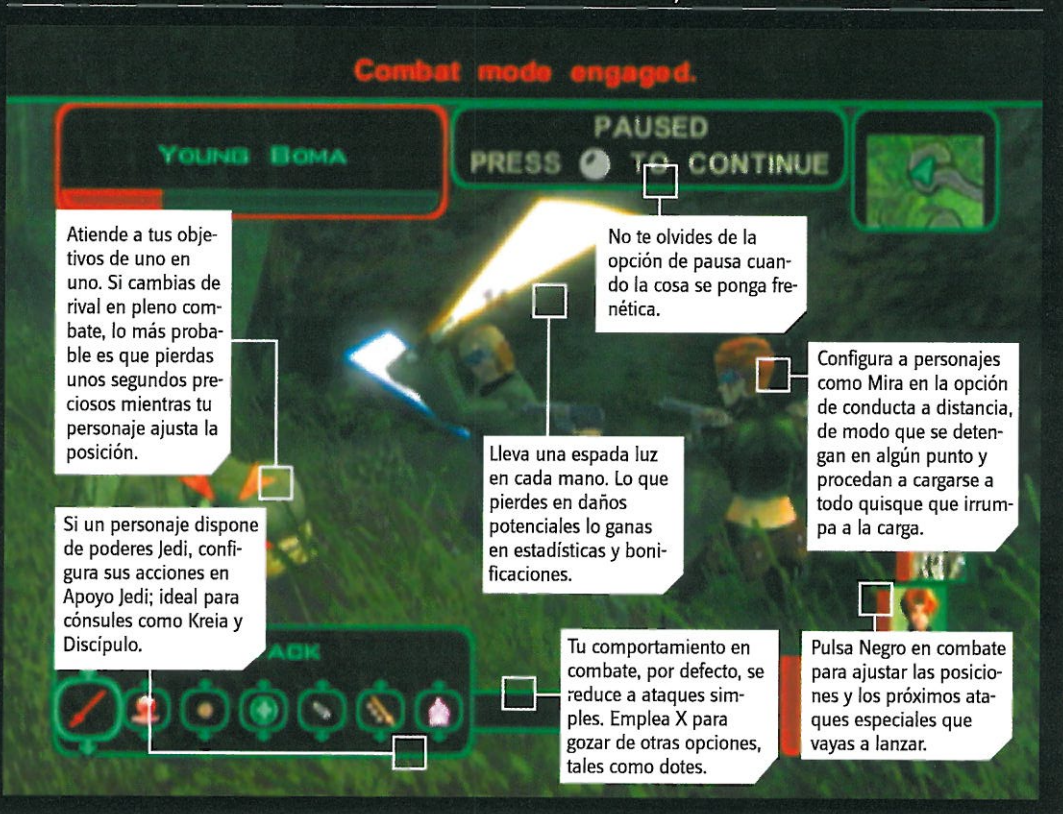 Combat mode engaged.
YOUNG BOMA
PAUSED
PRESS TO CONTINUE
Atiende a tus obje-
tivos de uno en
uno. Si cambias de
rival en pleno com-
bate, lo más proba-
ble es que pierdas
unos segundos pre-
ciosos mientras tu
personaje ajusta la
posición.
No te olvides de la
opción de pausa cuan-
do la cosa se ponga fre-
nética.
Configura a personajes
como Mira en la opción
de conducta a distancia,
de modo que se deten-
gan en algún punto y
procedan a cargarse a
todo quisque que irrum-
pa a la carga.
Lleva una espada luz
en cada mano. Lo que
pierdes en daños
potenciales lo ganas
en estadísticas y boni-
ficaciones.
Si un personaje dispone
de poderes Jedi, confi-
gura sus acciones en
Apoyo Jedi; ideal para
cónsules como Kreia y
Discípulo.
Tu comportamiento en
combate, por defecto, se
reduce a ataques sim-
ples. Emplea X para
gozar de otras opciones,
tales como dotes.
Pulsa Negro en combate
para ajustar las posicio-
nes y los próximos ata-
ques especiales que
vayas a lanzar.